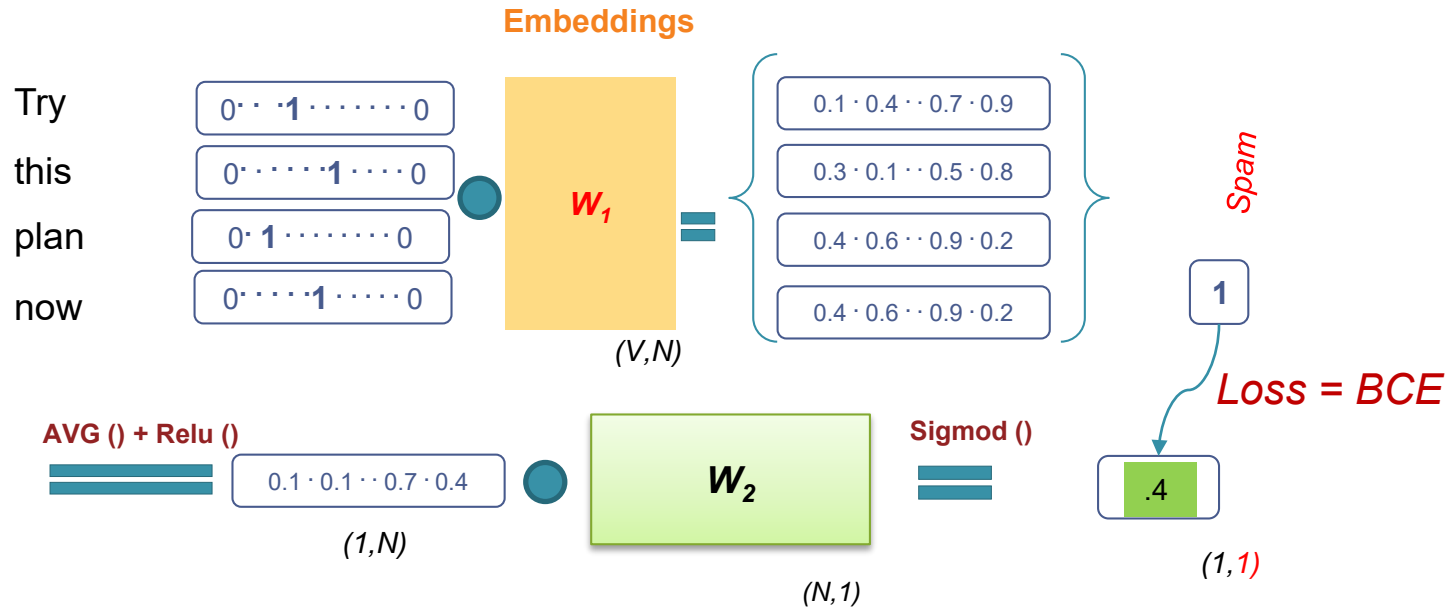 Embeddings
Try
0· · ·1 · · · · · · · 0
this
0· · · · · ·1 · · · · 0
plan
0· 1 · · · · · · · · 0
now
0· · · · ·1 · · · · · 0
W1
(V,N)
0.1 · 0.4 · · 0.7 · 0.9
0.3 · 0.1 · · 0.5 · 0.8
0.4 · 0.6 · · 0.9 · 0.2
0.4 · 0.6 · · 0.9 · 0.2
Spam
1
Loss = BCE
AVG () + Relu ()
0.1 · 0.1 · · 0.7 · 0.4
(1,N)
W2
(N,1)
Sigmod ()
.4
(1,1)